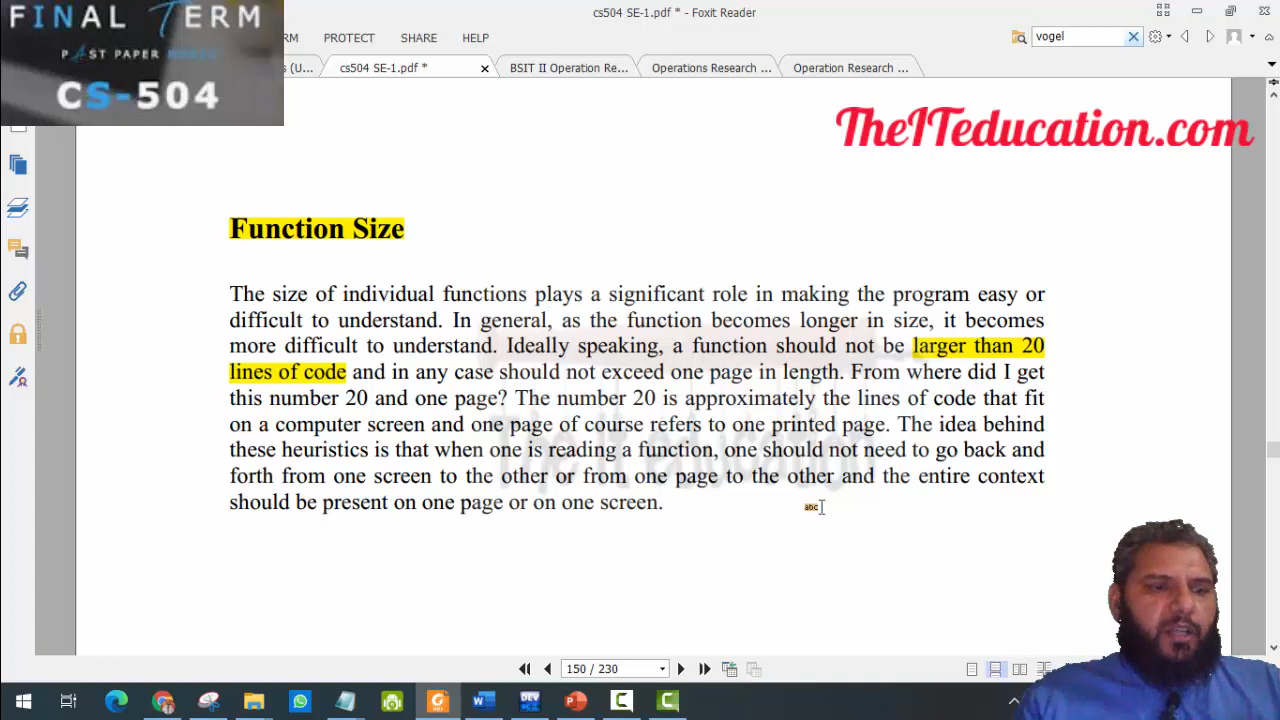 FINAL TERM
PAST PAPER
CS-504
cs504 SE-1.pdf * - Foxit Reader
RM PROTECT SHARE HELP
vogel
s (U... cs504 SE-1.pdf * BSIT II Operation Re... Operations Research ... Operation Research ...
TheITeducation.com
Function Size
The size of individual functions plays a significant role in making the program easy or
difficult to understand. In general, as the function becomes longer in size, it becomes
more difficult to understand. Ideally speaking, a function should not be larger than 20
lines of code and in any case should not exceed one page in length. From where did I get
this number 20 and one page? The number 20 is approximately the lines of code that fit
on a computer screen and one page of course refers to one printed page. The idea behind
these heuristics is that when one is reading a function, one should not need to go back and
forth from one screen to the other or from one page to the other and the entire context
should be present on one page or on one screen.
The It education
abc
150 / 230